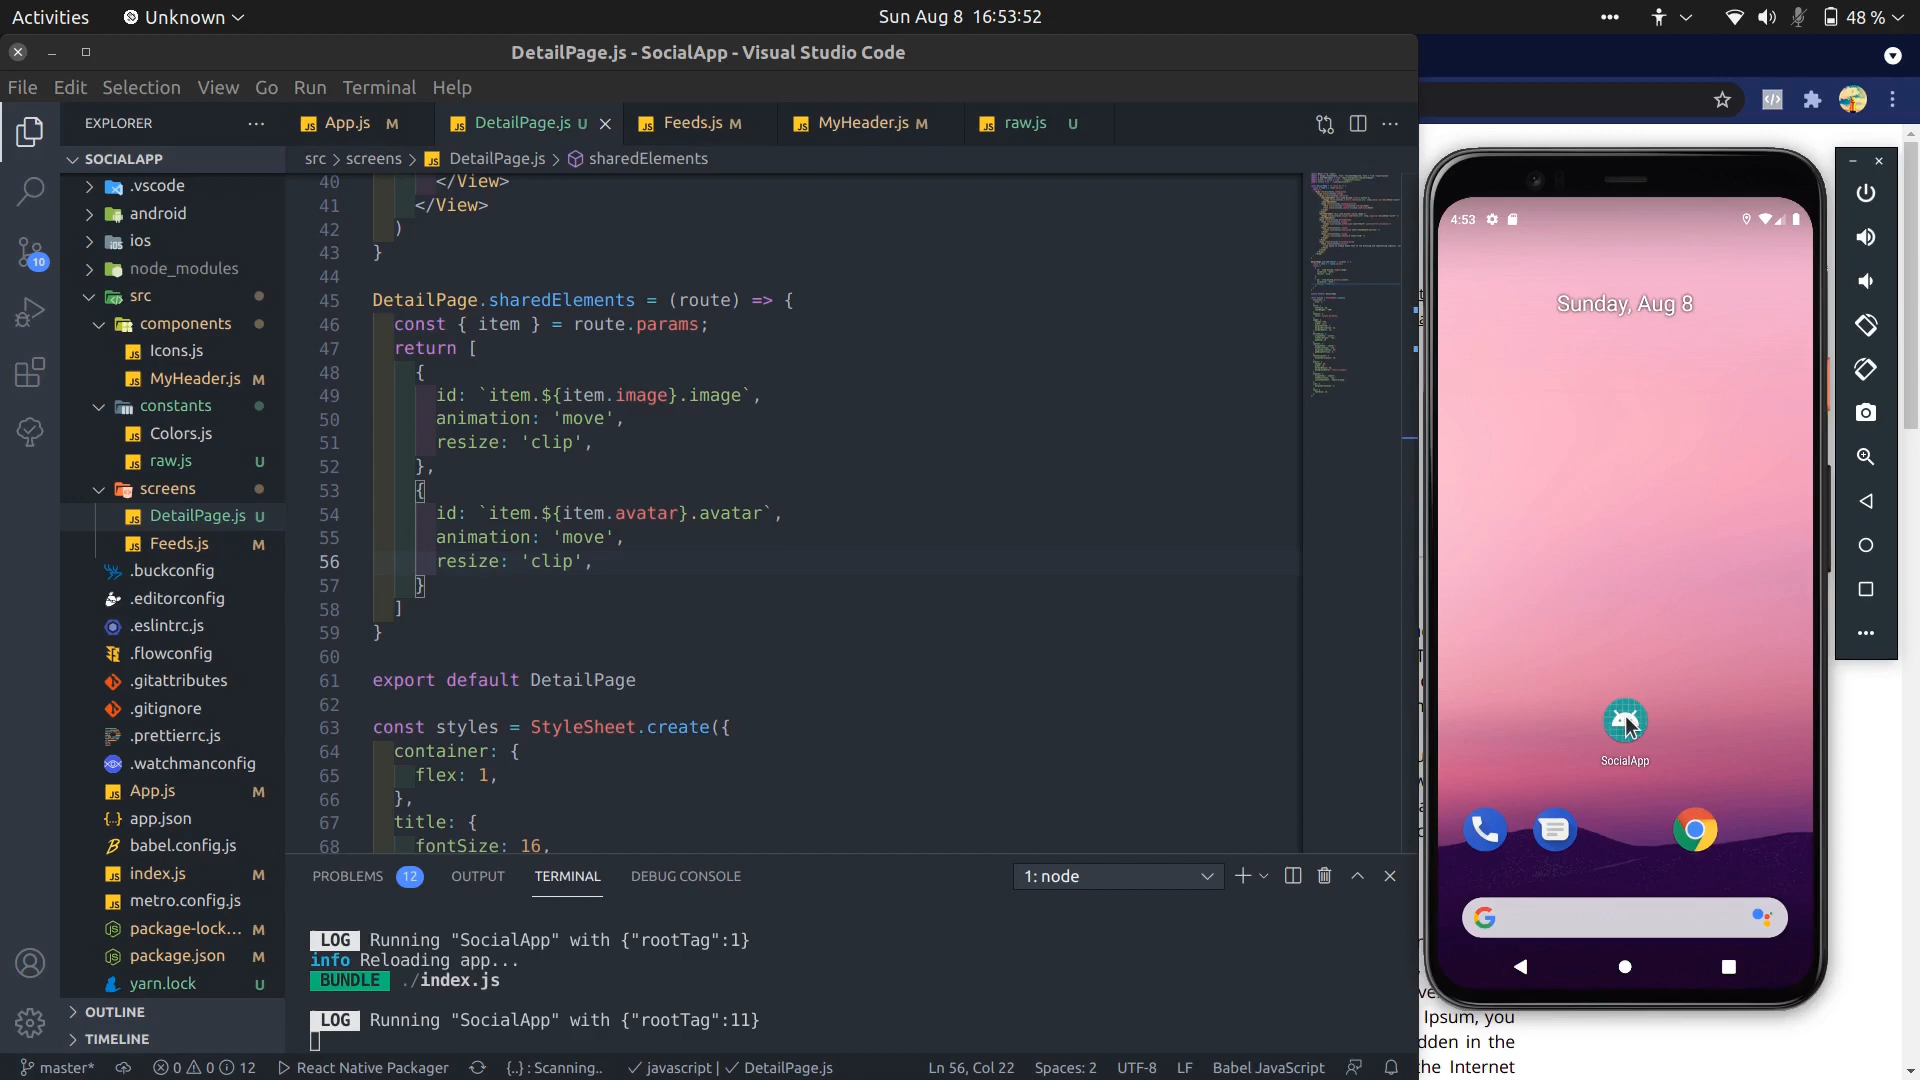 Activities
Unknown
Sun Aug 8 16:53:52
48 %
DetailPage.js - SocialApp - Visual Studio Code
File Edit Selection View Go Run Terminal Help
EXPLORER
SOCIALAPP
.vscode
android
ios
node_modules
src
components
Icons.js
MyHeader.js M
constants
Colors.js
raw.js U
screens
DetailPage.js U
Feeds.js M
.buckconfig
.editorconfig
.eslintrc.js
.flowconfig
.gitattributes
.gitignore
.prettierrc.js
.watchmanconfig
App.js M
app.json
babel.config.js
index.js M
metro.config.js
package-lock... M
package.json M
yarn.lock U
OUTLINE
TIMELINE
10
App.js M
DetailPage.js U
Feeds.js M
MyHeader.js M
raw.js U
src > screens > DetailPage.js > sharedElements
40 </View>
41 </View>
42 )
43 }
44
45 DetailPage.sharedElements = (route) => {
46 const { item } = route.params;
47 return [
48 {
49 id: `item.${item.image}.image`,
50 animation: 'move',
51 resize: 'clip',
52 },
53 {
54 id: `item.${item.avatar}.avatar`,
55 animation: 'move',
56 resize: 'clip',
57 }
58 ]
59 }
60
61 export default DetailPage
62
63 const styles = StyleSheet.create({
64 container: {
65 flex: 1,
66 },
67 title: {
68 fontSize: 16,
PROBLEMS 12 OUTPUT TERMINAL DEBUG CONSOLE
1: node
LOG Running "SocialApp" with {"rootTag":1}
info Reloading app...
BUNDLE ./index.js
LOG Running "SocialApp" with {"rootTag":11}
master*
0 0 12
React Native Packager
{..} : Scanning..
javascript | DetailPage.js
Ln 56, Col 22
Spaces: 2
UTF-8
LF
Babel JavaScript
4:53
Sunday, Aug 8
SocialApp
G
Ipsum, you
dden in the
the Internet